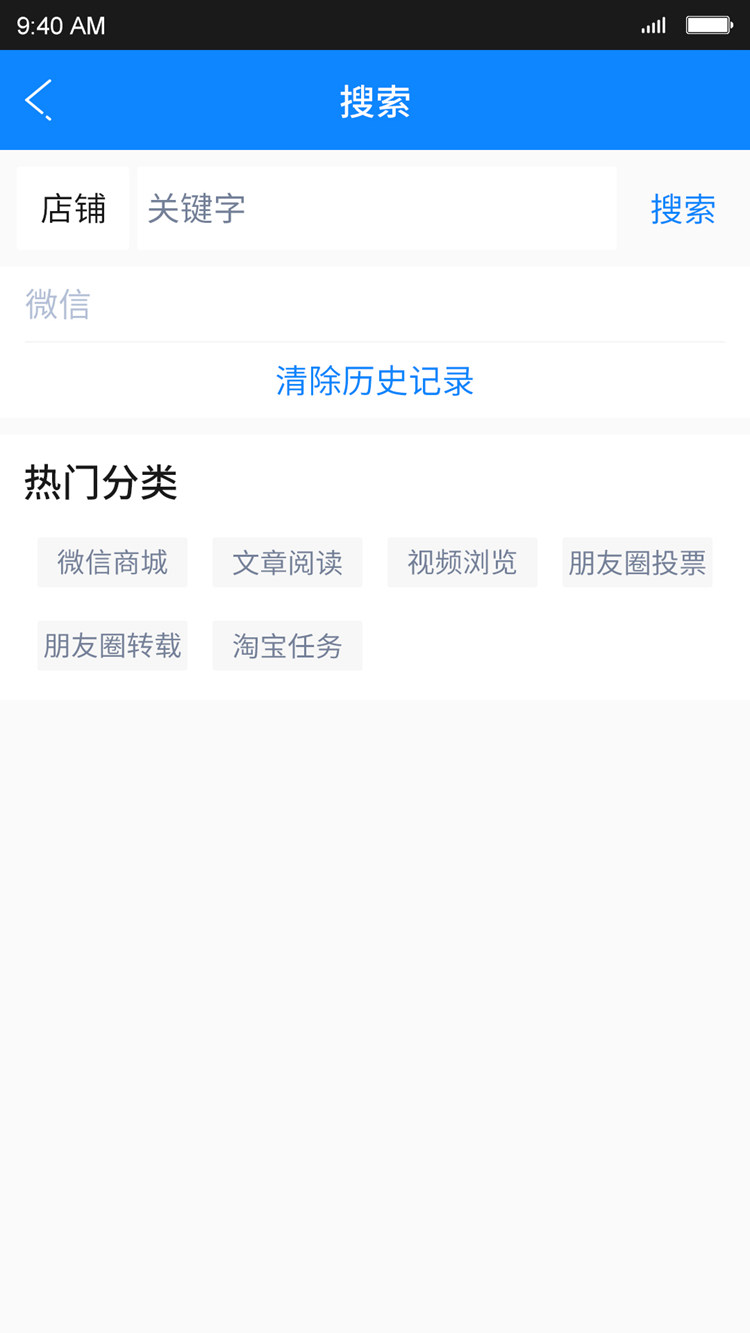 9:40 AM
搜索
店铺 关键字 搜索
微信
清除历史记录
热门分类
微信商城 文章阅读 视频浏览 朋友圈投票
朋友圈转载 淘宝任务